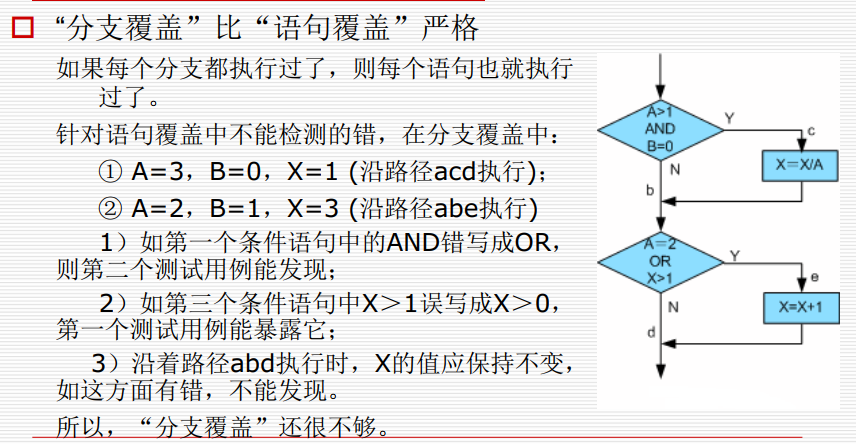 “分支覆盖”比“语句覆盖”严格
如果每个分支都执行过了，则每个语句也就执行
过了。
针对语句覆盖中不能检测的错，在分支覆盖中：
① A=3，B=0，X=1 (沿路径acd执行)；
② A=2，B=1，X=3 (沿路径abe执行)
1）如第一个条件语句中的AND错写成OR，
则第二个测试用例能发现；
2）如第三个条件语句中X＞1误写成X＞0，
第一个测试用例能暴露它；
3）沿着路径abd执行时，X的值应保持不变，
如这方面有错，不能发现。
所以，“分支覆盖”还很不够。
A>1
AND
B=0
Y
c
X=X/A
N
b
A=2
OR
X>1
Y
e
X=X+1
N
d